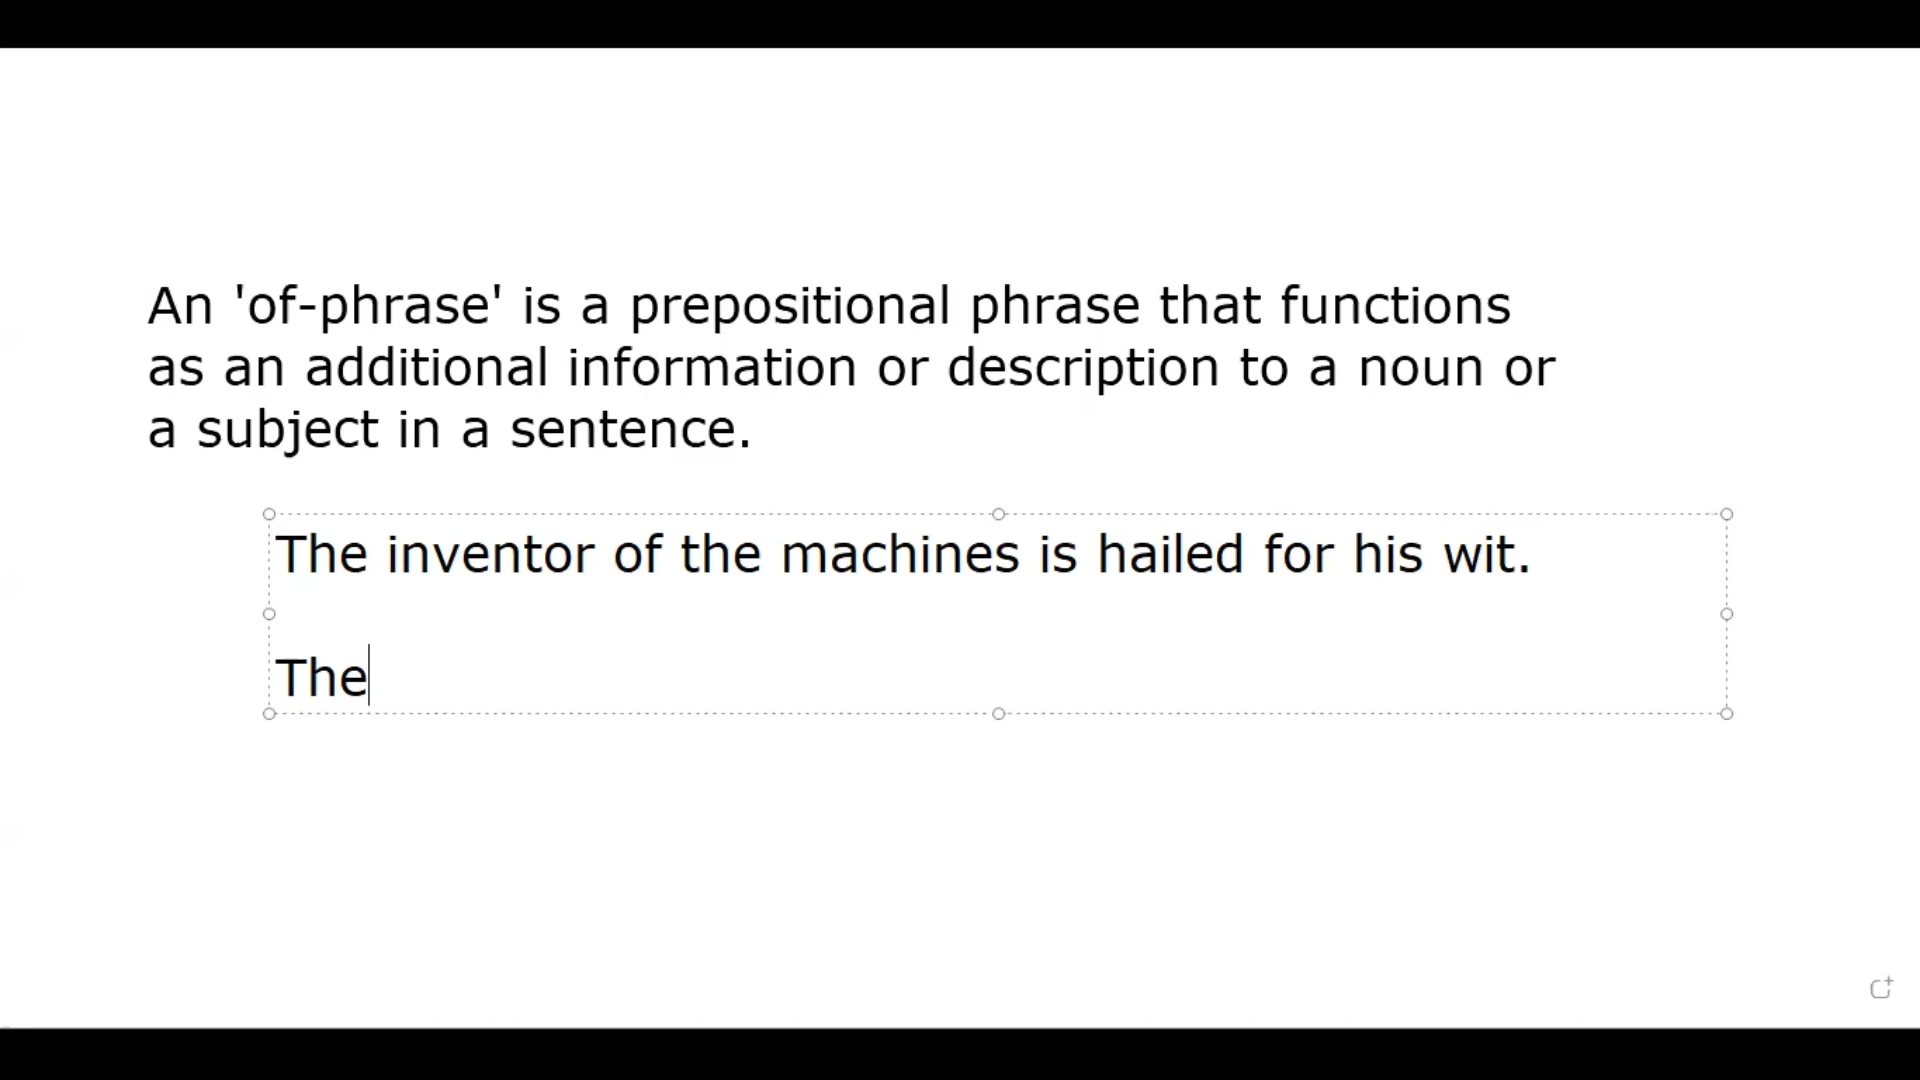 An 'of-phrase' is a prepositional phrase that functions
as an additional information or description to a noun or
a subject in a sentence.
The inventor of the machines is hailed for his wit.
The